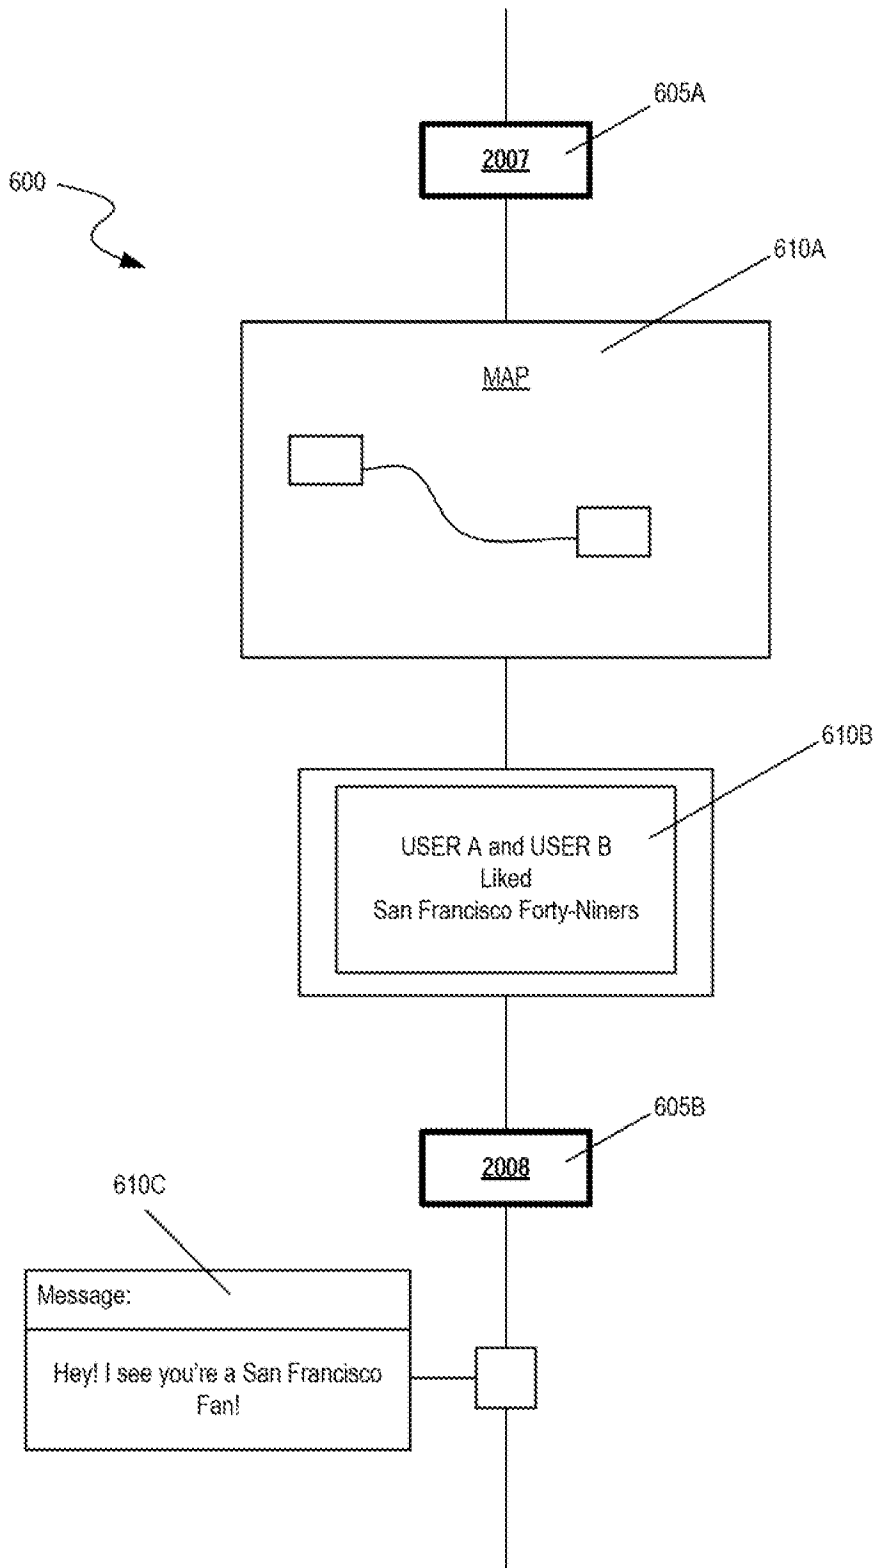 605A
2007
600
610A
MAP
610B
USER A and USER B
Liked
San Francisco Forty-Niners
605B
2008
610C
Message:
Hey! I see you're a San Francisco
Fan!